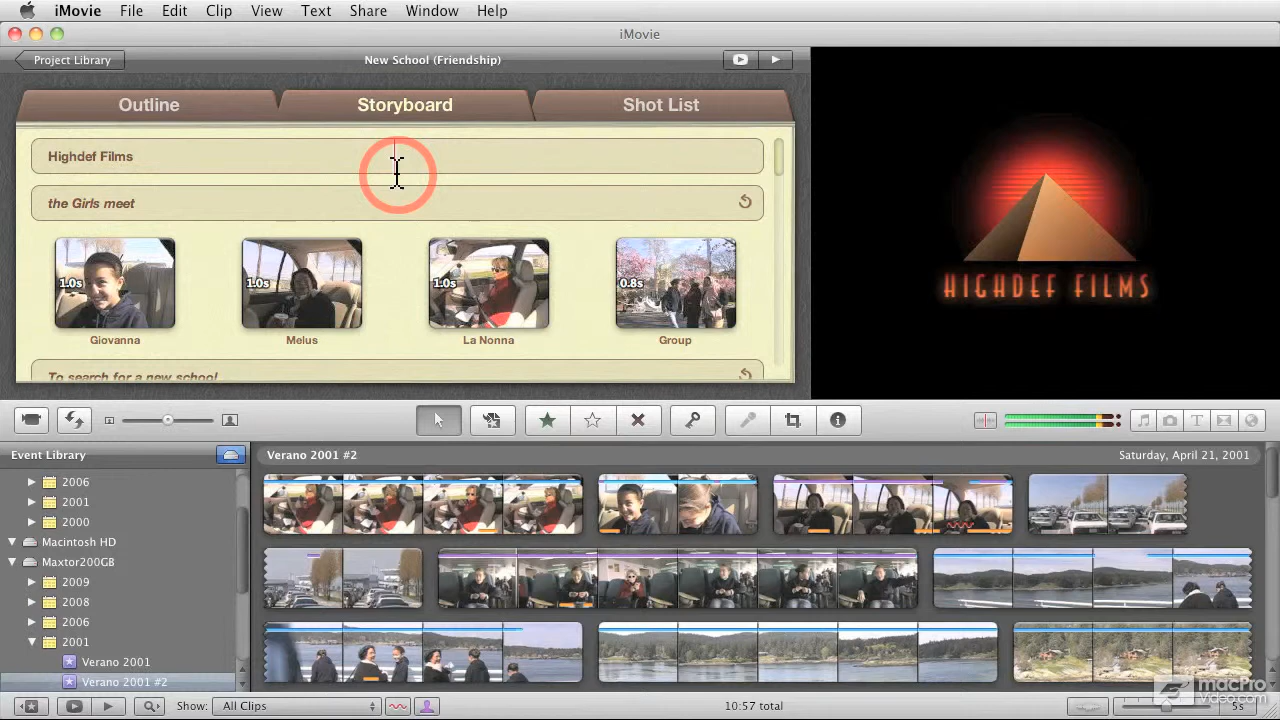 iMovie File Edit Clip View Text Share Window Help
iMovie
Project Library New School (Friendship)
Outline Storyboard Shot List
Highdef Films
the Girls meet
1.0s 1.0s 1.0s 0.8s
Giovanna Melus La Nonna Group
To search for a new school
HIGHDEF FILMS
Event Library Verano 2001 #2 Saturday, April 21, 2001
2006
2001
2000
Macintosh HD
Maxtor200GB
2009
2008
2006
2001
Verano 2001
Verano 2001 #2
macProVideo.com
Show: All Clips 10:57 total 5s